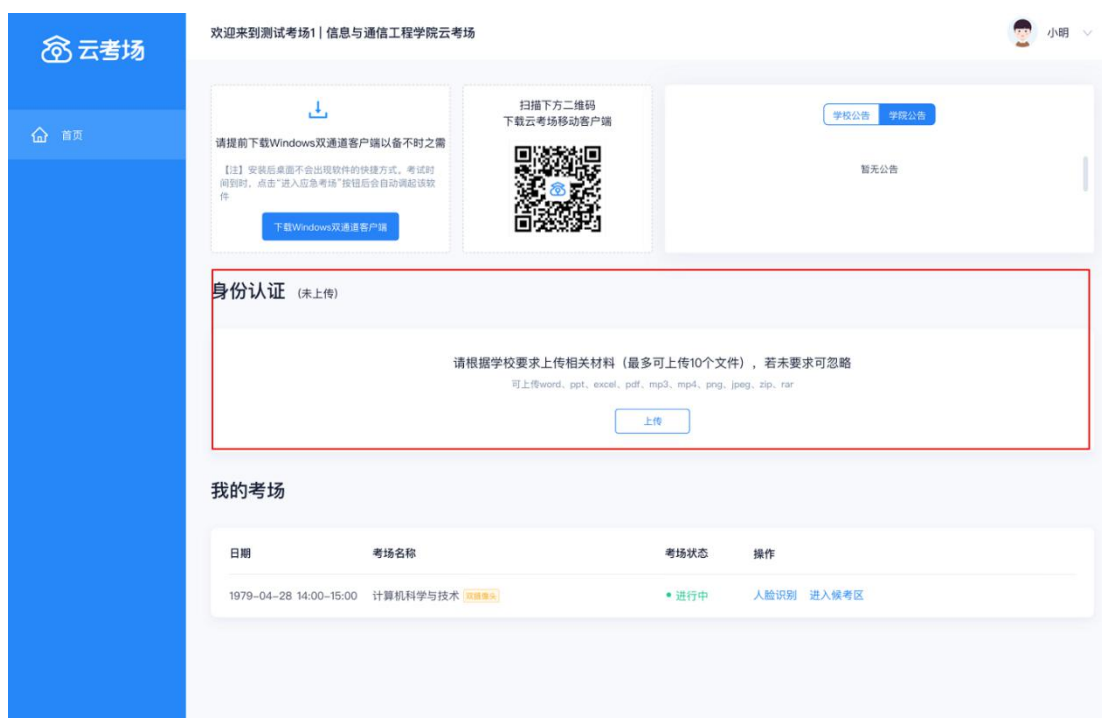 云考场
首页
欢迎来到测试考场1 | 信息与通信工程学院云考场
小明
请提前下载Windows双通道客户端以备不时之需
【注】安装后桌面不会出现软件的快捷方式，考试时
间到时，点击“进入应急考场”按钮后会自动调起该软
件
下载Windows双通道客户端
扫描下方二维码
下载云考场移动客户端
学校公告 学院公告
暂无公告
身份认证 (未上传)
请根据学校要求上传相关材料（最多可上传10个文件），若未要求可忽略
可上传word、ppt、excel、pdf、mp3、mp4、png、jpeg、zip、rar
上传
我的考场
日期 考场名称 考场状态 操作
1979-04-28 14:00-15:00 计算机科学与技术 双摄像头 进行中 人脸识别 进入候考区